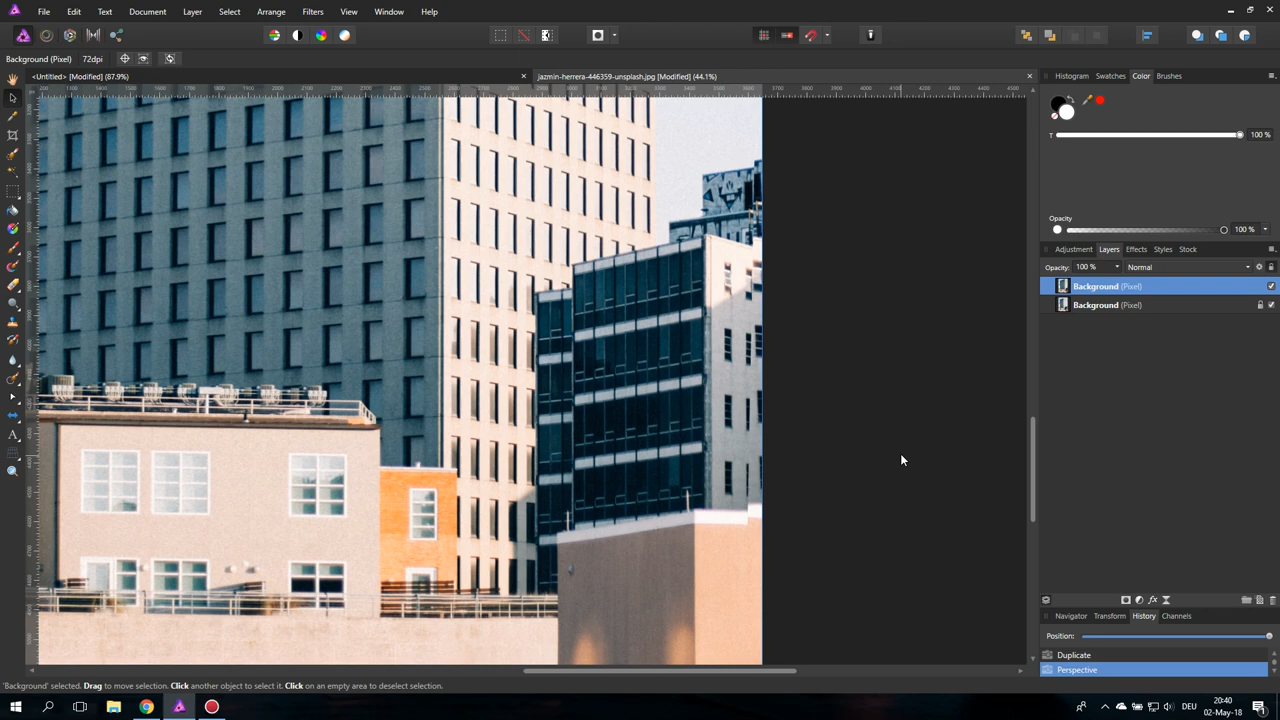 File Edit Text Document Layer Select Arrange Filters View Window Help
Background (Pixel) 72dpi
<Untitled> [Modified] (87.9%)
jazmin-herrera-446359-unsplash.jpg [Modified] (44.1%)
Histogram Swatches Color Brushes
T 100 %
Opacity
100 %
Adjustment Layers Effects Styles Stock
Opacity: 100 % Normal
Background (Pixel)
Background (Pixel)
fx
Navigator Transform History Channels
Position:
Duplicate
Perspective
'Background' selected. Drag to move selection. Click another object to select it. Click on an empty area to deselect selection.
DEU
20:40
02-May-18